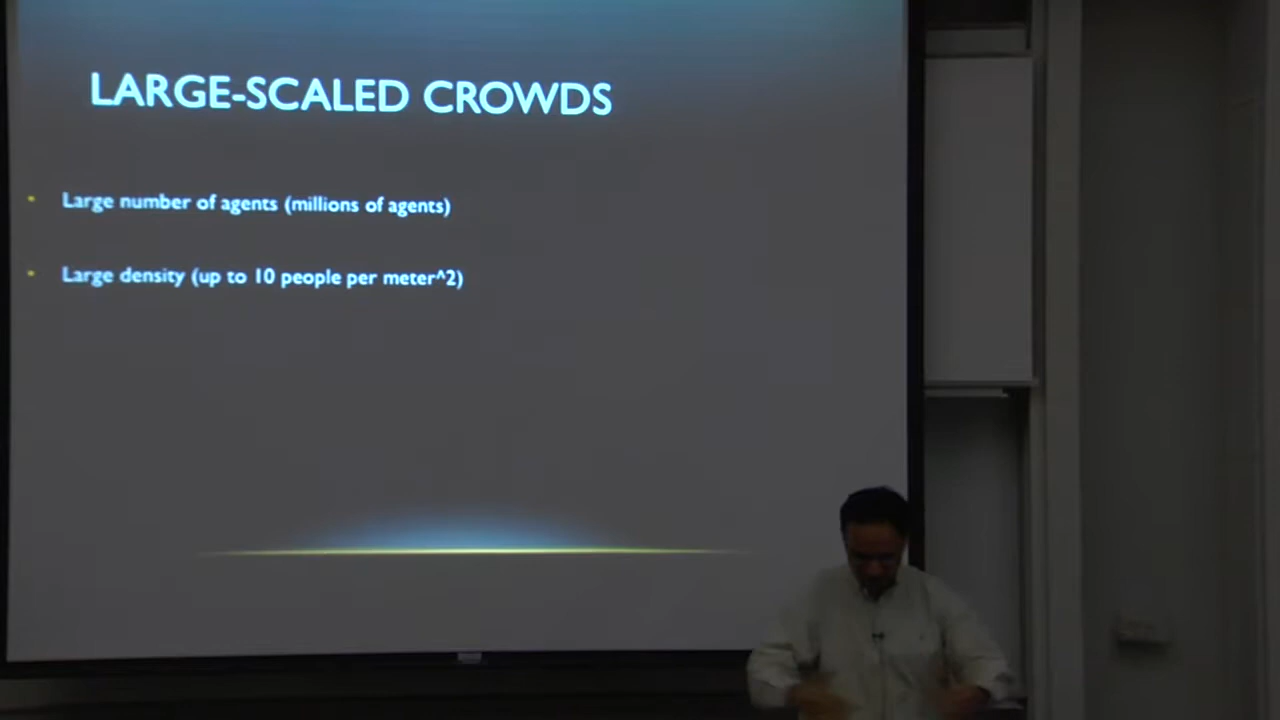 LARGE-SCALED CROWDS
Large number of agents (millions of agents)
Large density (up to 10 people per meter^2)